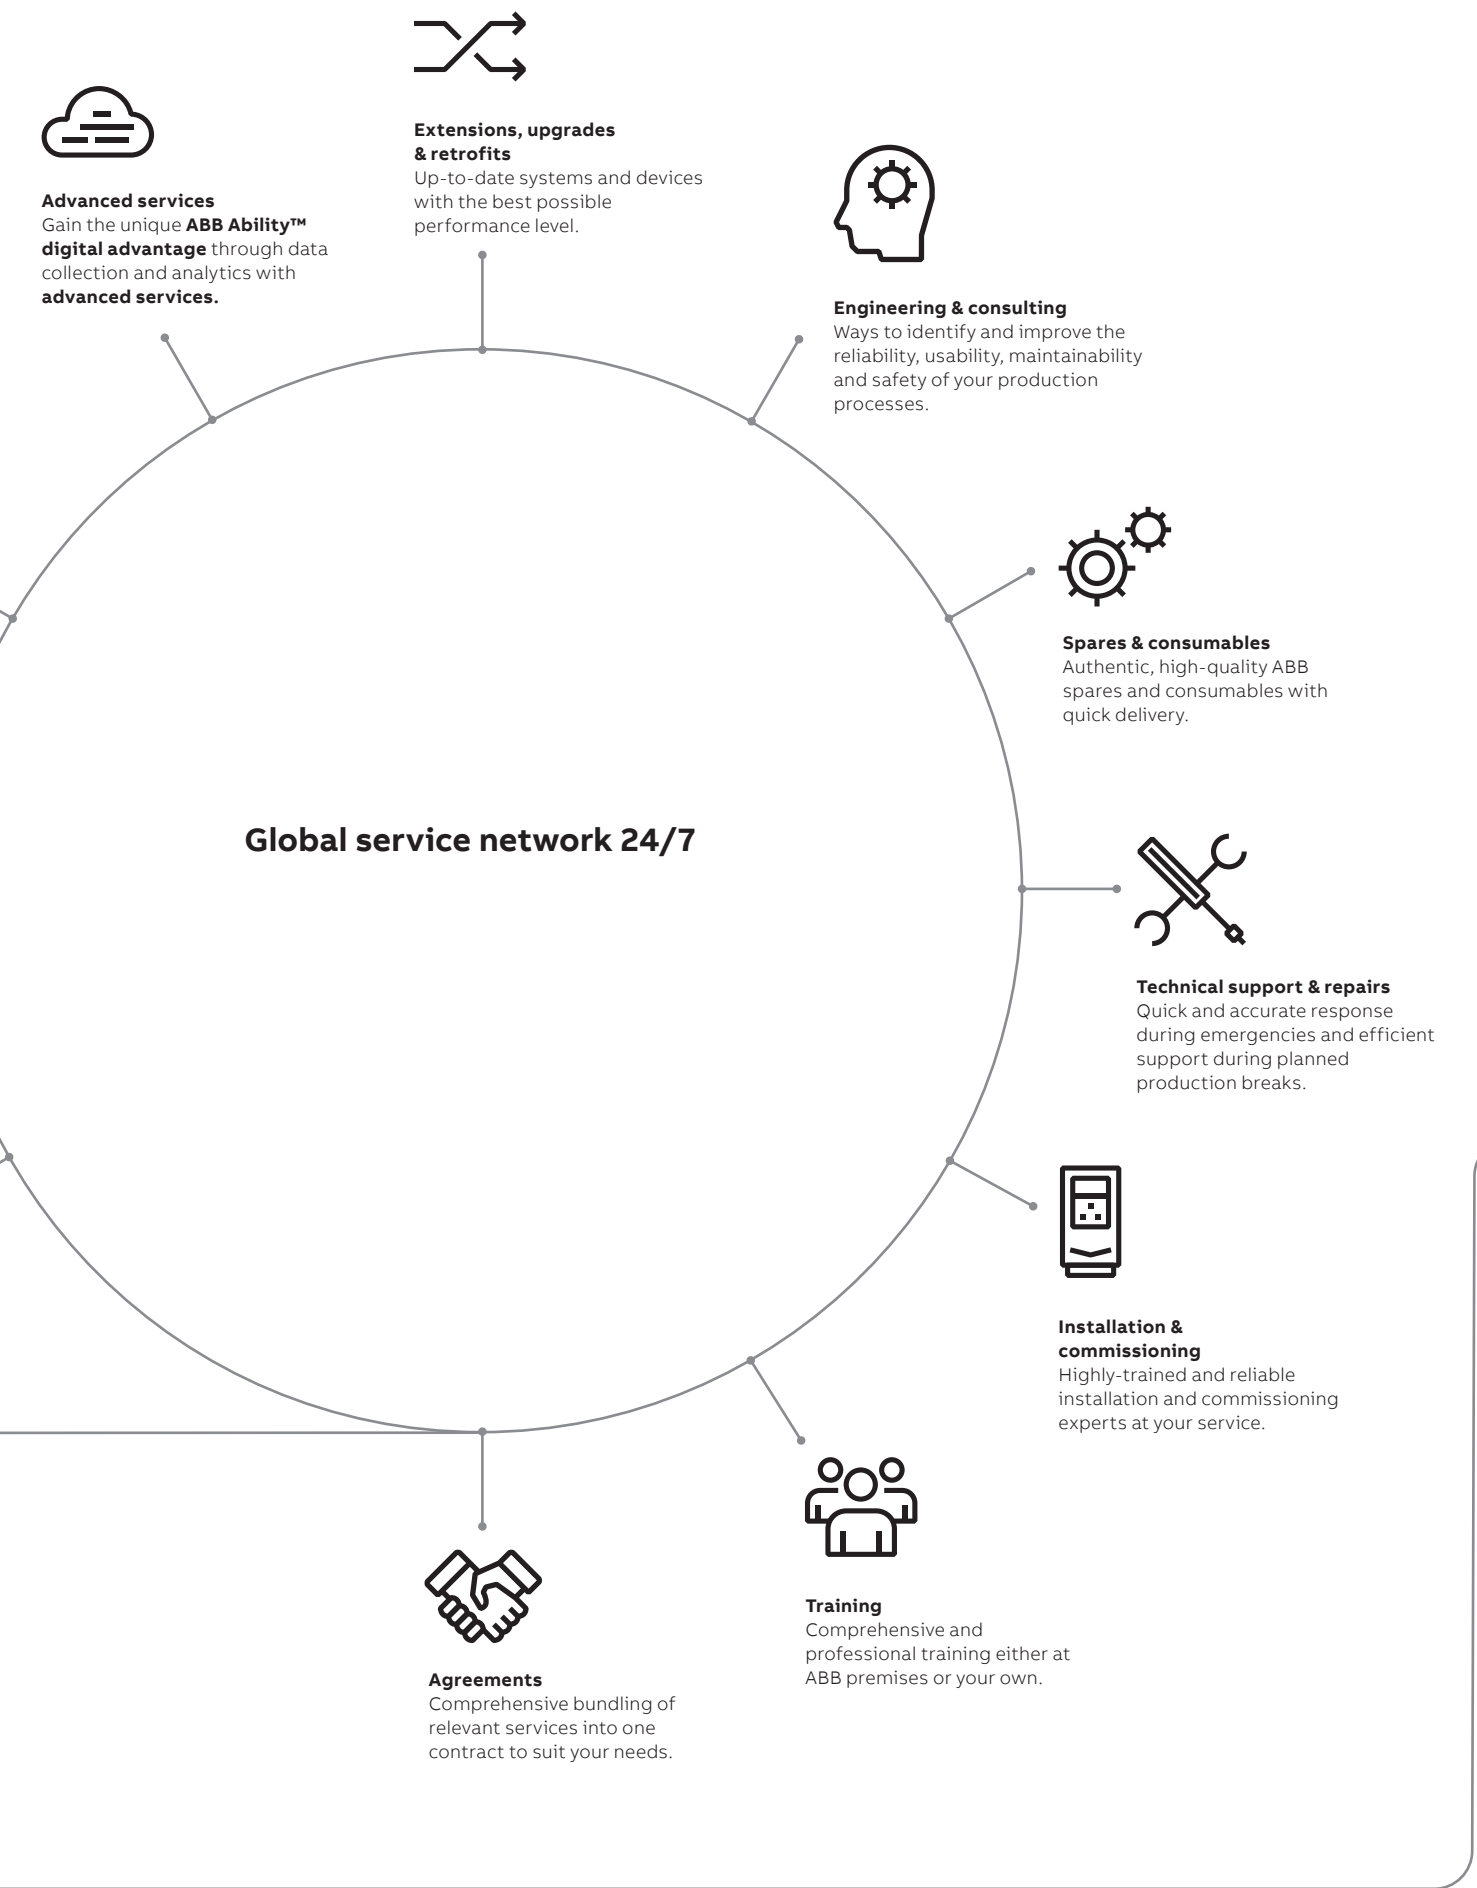 Extensions, upgrades
& retrofits
Up-to-date systems and devices
with the best possible
performance level.
Advanced services
Gain the unique ABB Ability™
digital advantage through data
collection and analytics with
advanced services.
Engineering & consulting
Ways to identify and improve the
reliability, usability, maintainability
and safety of your production
processes.
Spares & consumables
Authentic, high-quality ABB
spares and consumables with
quick delivery.
Global service network 24/7
Technical support & repairs
Quick and accurate response
during emergencies and efficient
support during planned
production breaks.
Installation &
commissioning
Highly-trained and reliable
installation and commissioning
experts at your service.
Training
Comprehensive and
professional training either at
ABB premises or your own.
Agreements
Comprehensive bundling of
relevant services into one
contract to suit your needs.